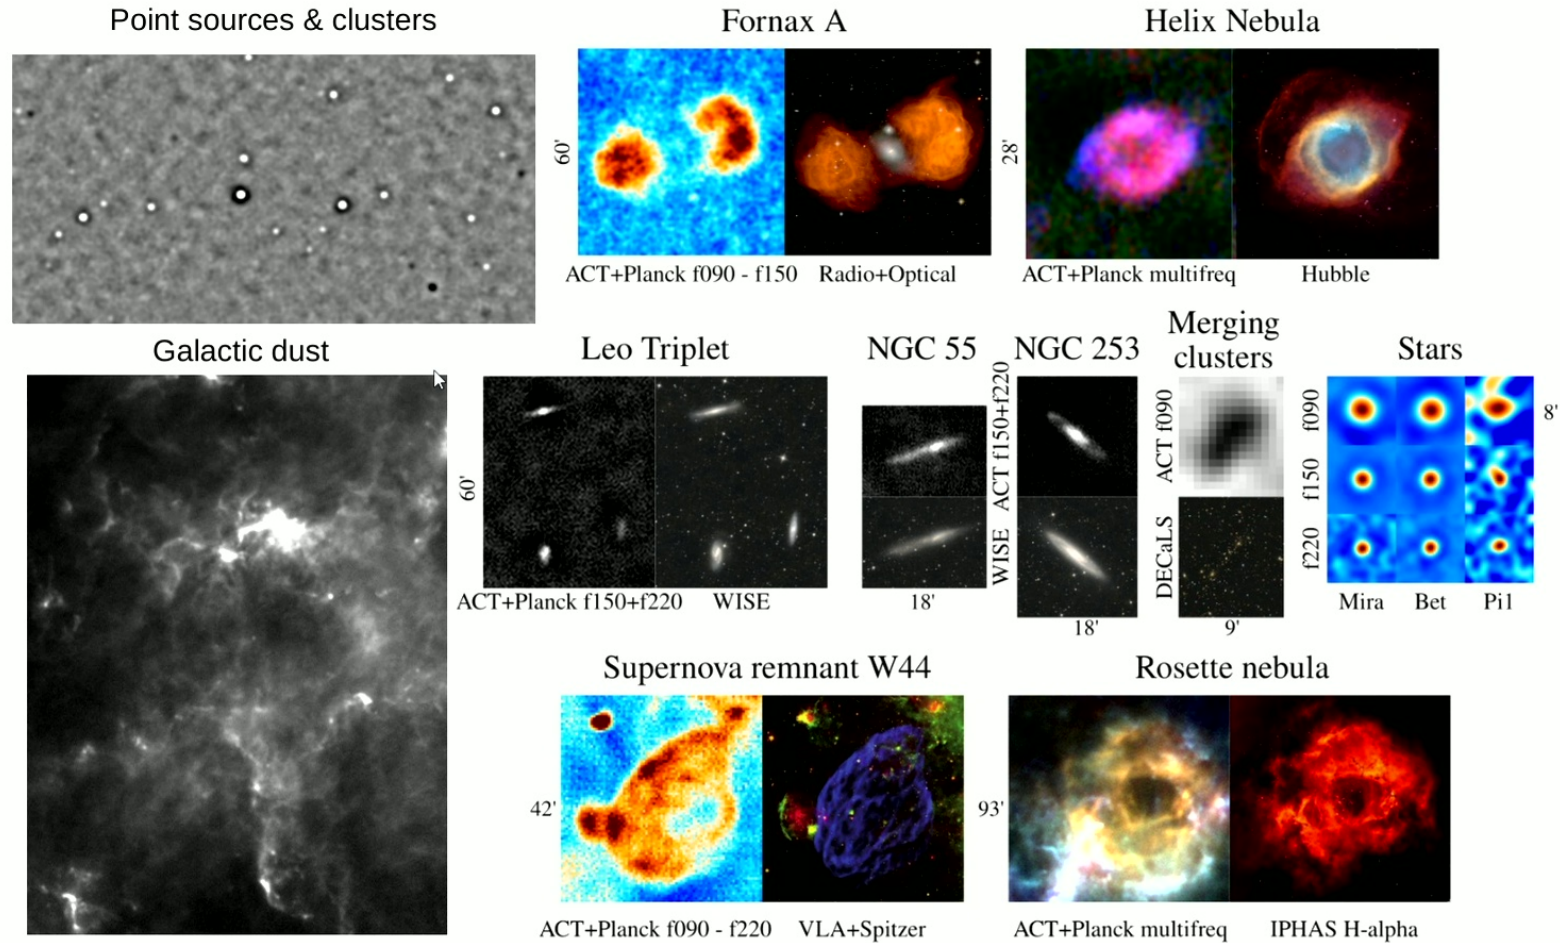 Point sources & clusters
Fornax A
Helix Nebula
60'
28'
ACT+Planck f090 - f150
Radio+Optical
ACT+Planck multifreq
Hubble
Galactic dust
Leo Triplet
NGC 55
NGC 253
Merging
clusters
Stars
60'
ACT f150+f220
WISE
ACT f090
DECaLS
f090
f150
f220
8'
ACT+Planck f150+f220
WISE
18'
18'
9'
Mira
Bet
Pi1
Supernova remnant W44
Rosette nebula
42'
93'
ACT+Planck f090 - f220
VLA+Spitzer
ACT+Planck multifreq
IPHAS H-alpha